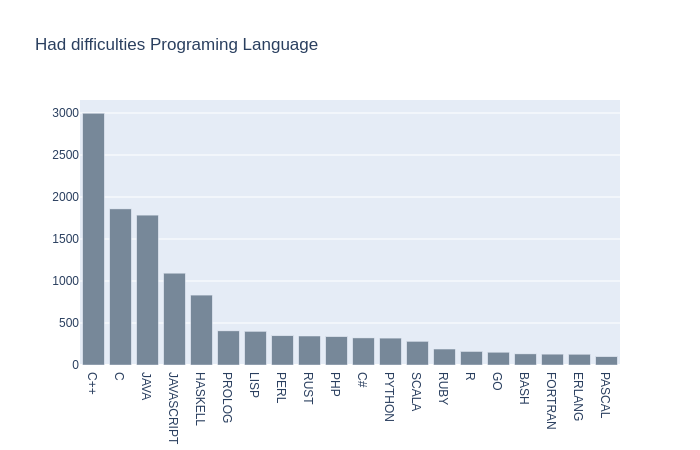 Had difficulties Programing Language
3000
2500
2000
1500
1000
500
0
C++
C
JAVA
JAVASCRIPT
HASKELL
PROLOG
LISP
PERL
RUST
PHP
C#
PYTHON
SCALA
RUBY
R
GO
BASH
FORTRAN
ERLANG
PASCAL